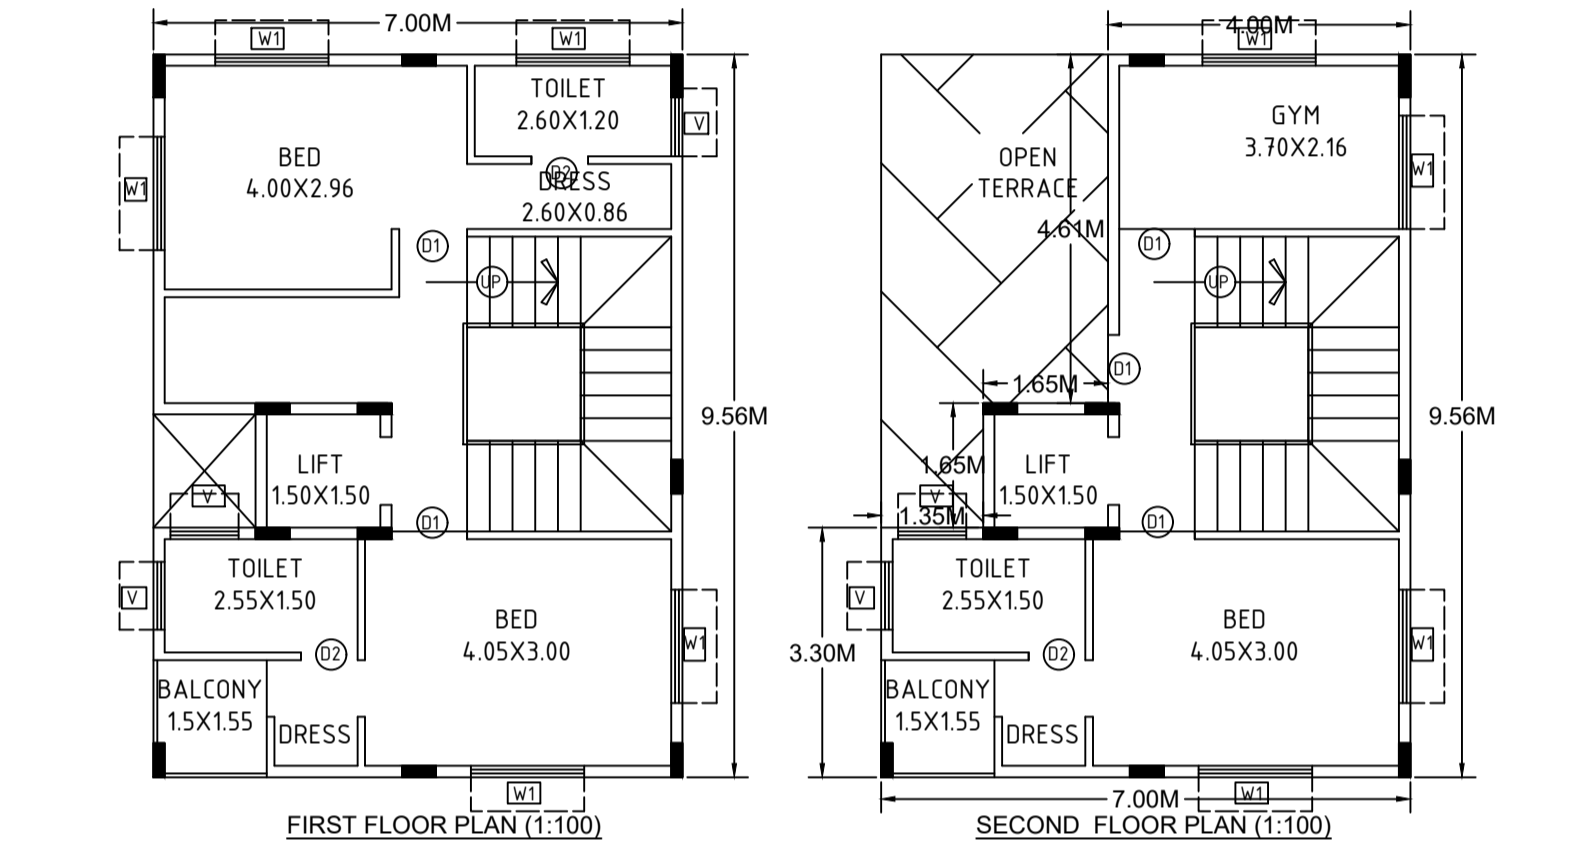 7.00M
W1
W1
TOILET
2.60X1.20
V
BED
4.00X2.96
W1
D2
DRESS
2.60X0.86
D1
UP
9.56M
LIFT
1.50X1.50
V
D1
TOILET
2.55X1.50
V
BED
4.05X3.00
W1
D2
BALCONY
1.5X1.55
DRESS
W1
FIRST FLOOR PLAN (1:100)
4.00M
W1
GYM
3.70X2.16
W1
OPEN
TERRACE
4.61M
D1
UP
D1
1.65M
9.56M
1.65M
LIFT
1.50X1.50
V
1.35M
D1
TOILET
2.55X1.50
V
BED
4.05X3.00
W1
3.30M
D2
BALCONY
1.5X1.55
DRESS
W1
7.00M
SECOND FLOOR PLAN (1:100)